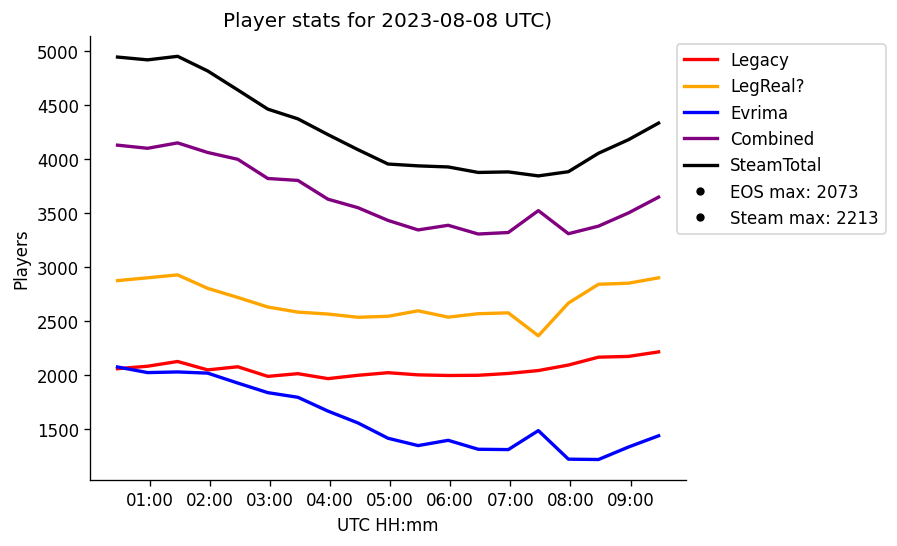 Player stats for 2023-08-08 UTC)
Legacy
LegReal?
Evrima
Combined
SteamTotal
EOS max: 2073
Steam max: 2213
Players
5000
4500
4000
3500
3000
2500
2000
1500
01:00 02:00 03:00 04:00 05:00 06:00 07:00 08:00 09:00
UTC HH:mm